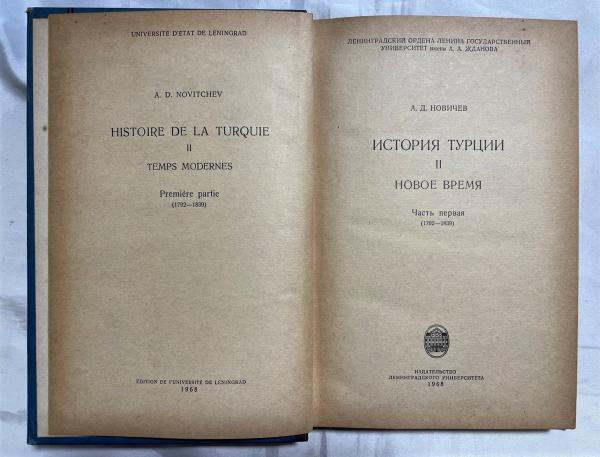 UNIVERSITÉ D'ÉTAT DE LENINGRAD
A. D. NOVITCHEV
HISTOIRE DE LA TURQUIE
II
TEMPS MODERNES
Première partie
(1792—1839)
ÉDITION DE l'UNIVERSITÉ DE LENINGRAD
1968
ЛЕНИНГРАДСКИЙ ОРДЕНА ЛЕНИНА ГОСУДАРСТВЕННЫЙ
УНИВЕРСИТЕТ имени А. А. ЖДАНОВА
А. Д. НОВИЧЕВ
ИСТОРИЯ ТУРЦИИ
II
НОВОЕ ВРЕМЯ
Часть первая
(1792—1839)
ИЗДАТЕЛЬСТВО
ЛЕНИНГРАДСКОГО УНИВЕРСИТЕТА
1968